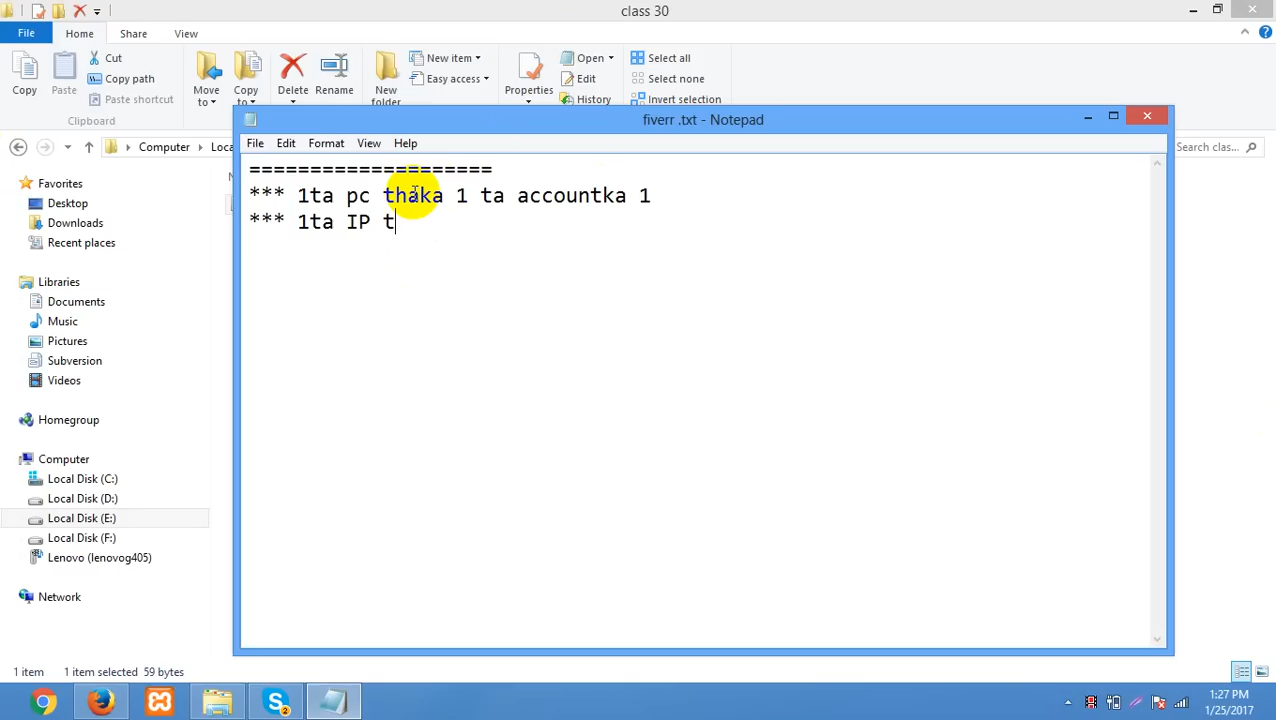 class 30
File Home Share View
Copy
Paste
Cut
Copy path
Paste shortcut
Clipboard
Move to
Copy to
Delete
Rename
New folder
New item
Easy access
Properties
Open
Edit
History
Select all
Select none
Invert selection
fiverr .txt - Notepad
File Edit Format View Help
Computer
Loca
Search clas...
====================
*** 1ta pc thaka 1 ta accountka 1
*** 1ta IP t
Favorites
Desktop
Downloads
Recent places
Libraries
Documents
Music
Pictures
Subversion
Videos
Homegroup
Computer
Local Disk (C:)
Local Disk (D:)
Local Disk (E:)
Local Disk (F:)
Lenovo (lenovog405)
Network
1 item 1 item selected 59 bytes
2
1:27 PM
1/25/2017